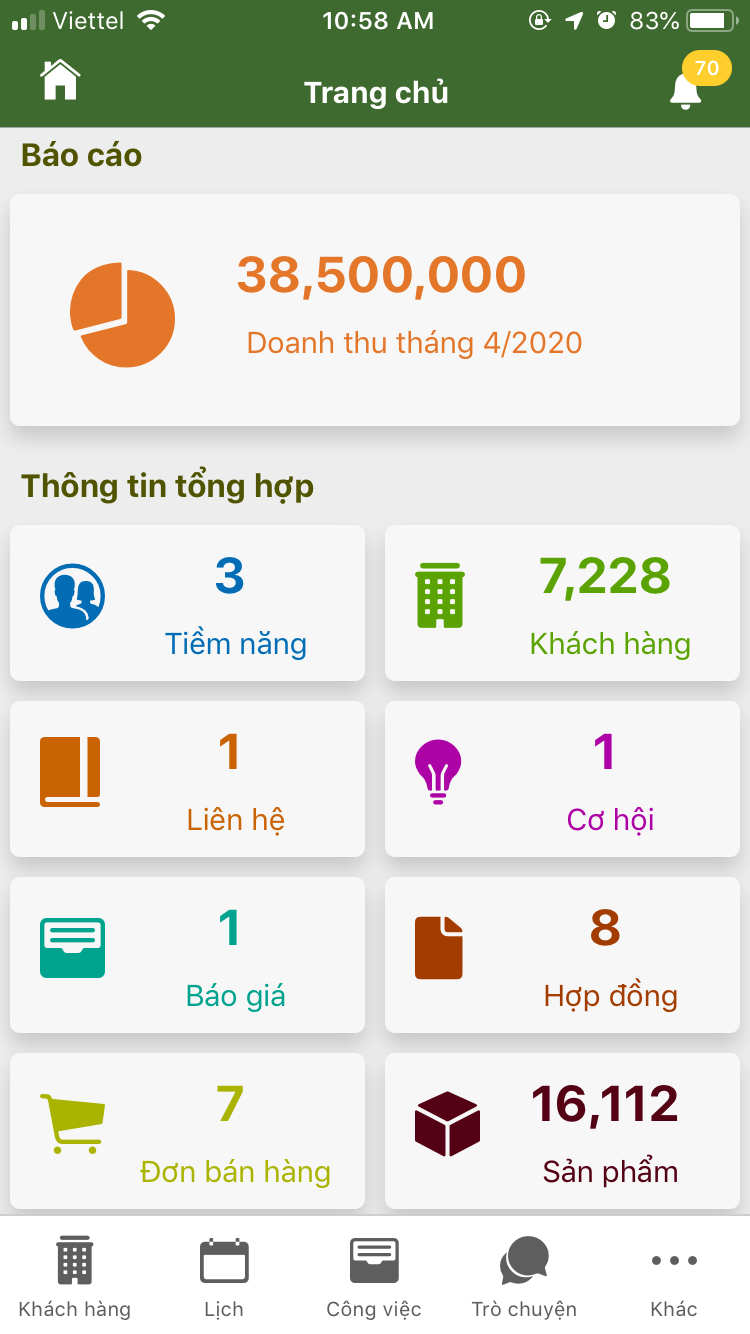 Viettel 10:58 AM 83%
70
Trang chủ
Báo cáo
38,500,000
Doanh thu tháng 4/2020
Thông tin tổng hợp
3
Tiềm năng
7,228
Khách hàng
1
Liên hệ
1
Cơ hội
1
Báo giá
8
Hợp đồng
7
Đơn bán hàng
16,112
Sản phẩm
Khách hàng
Lịch
Công việc
Trò chuyện
Khác